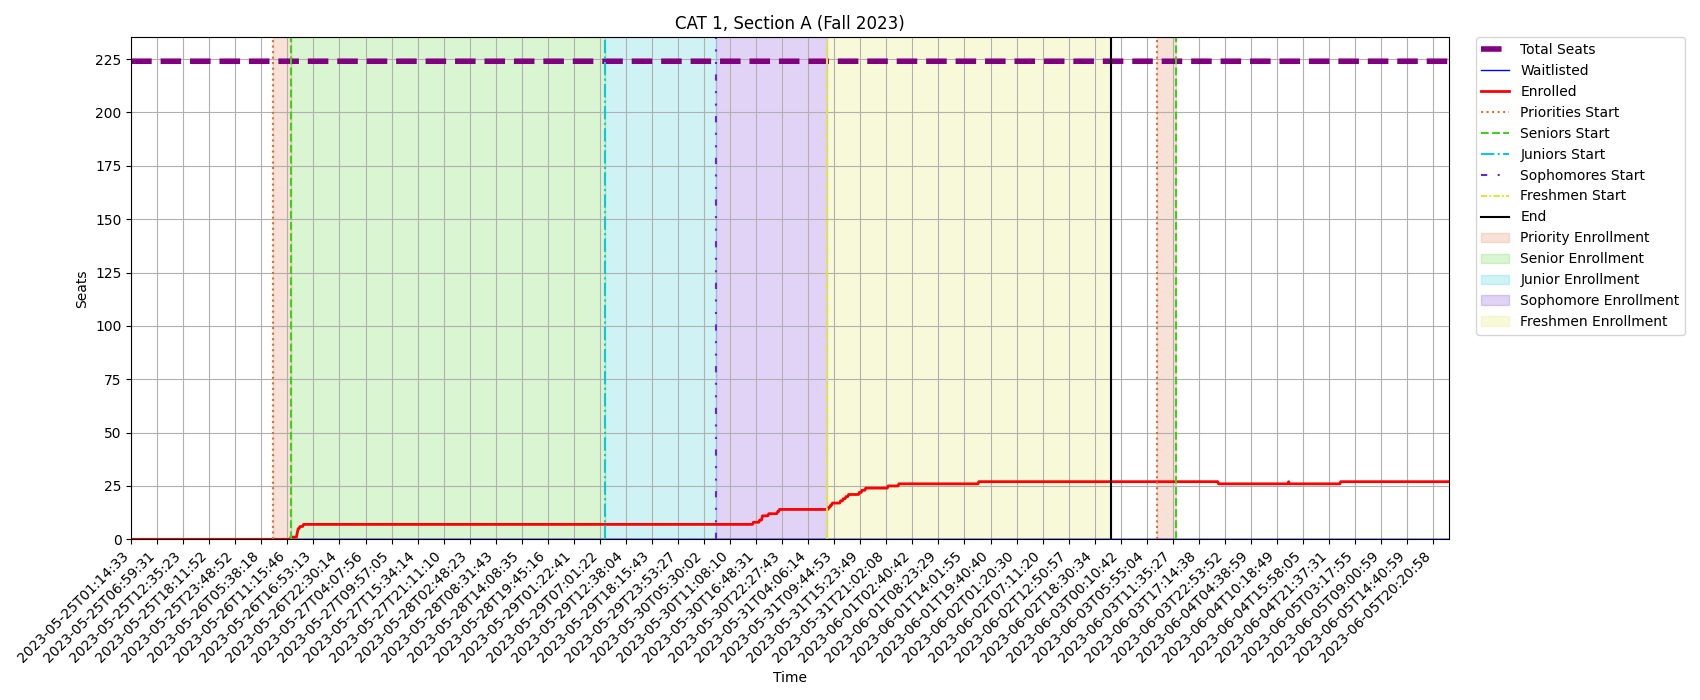 CAT 1, Section A (Fall 2023)
Seats
225
200
175
150
125
100
75
50
25
0
2023-05-25T01:14:33
2023-05-25T06:59:31
2023-05-25T12:35:23
2023-05-25T18:11:52
2023-05-25T23:48:52
2023-05-26T05:38:18
2023-05-26T11:15:46
2023-05-26T16:53:13
2023-05-26T22:30:14
2023-05-27T04:07:56
2023-05-27T09:57:05
2023-05-27T15:34:14
2023-05-27T21:11:10
2023-05-28T02:48:23
2023-05-28T08:31:43
2023-05-28T14:08:35
2023-05-28T19:45:16
2023-05-29T01:22:41
2023-05-29T07:01:22
2023-05-29T12:38:04
2023-05-29T18:15:43
2023-05-29T23:53:27
2023-05-30T05:30:02
2023-05-30T11:08:10
2023-05-30T16:48:31
2023-05-30T22:27:43
2023-05-31T04:06:14
2023-05-31T09:44:53
2023-05-31T15:23:49
2023-05-31T21:02:08
2023-06-01T02:40:42
2023-06-01T08:23:29
2023-06-01T14:01:55
2023-06-01T19:40:40
2023-06-02T01:20:30
2023-06-02T07:11:20
2023-06-02T12:50:57
2023-06-02T18:30:34
2023-06-03T00:10:42
2023-06-03T05:55:04
2023-06-03T11:35:27
2023-06-03T17:14:38
2023-06-03T22:53:52
2023-06-04T04:38:59
2023-06-04T10:18:49
2023-06-04T15:58:05
2023-06-04T21:37:31
2023-06-05T03:17:55
2023-06-05T09:00:59
2023-06-05T14:40:59
2023-06-05T20:20:58
Time
Total Seats
Waitlisted
Enrolled
Priorities Start
Seniors Start
Juniors Start
Sophomores Start
Freshmen Start
End
Priority Enrollment
Senior Enrollment
Junior Enrollment
Sophomore Enrollment
Freshmen Enrollment